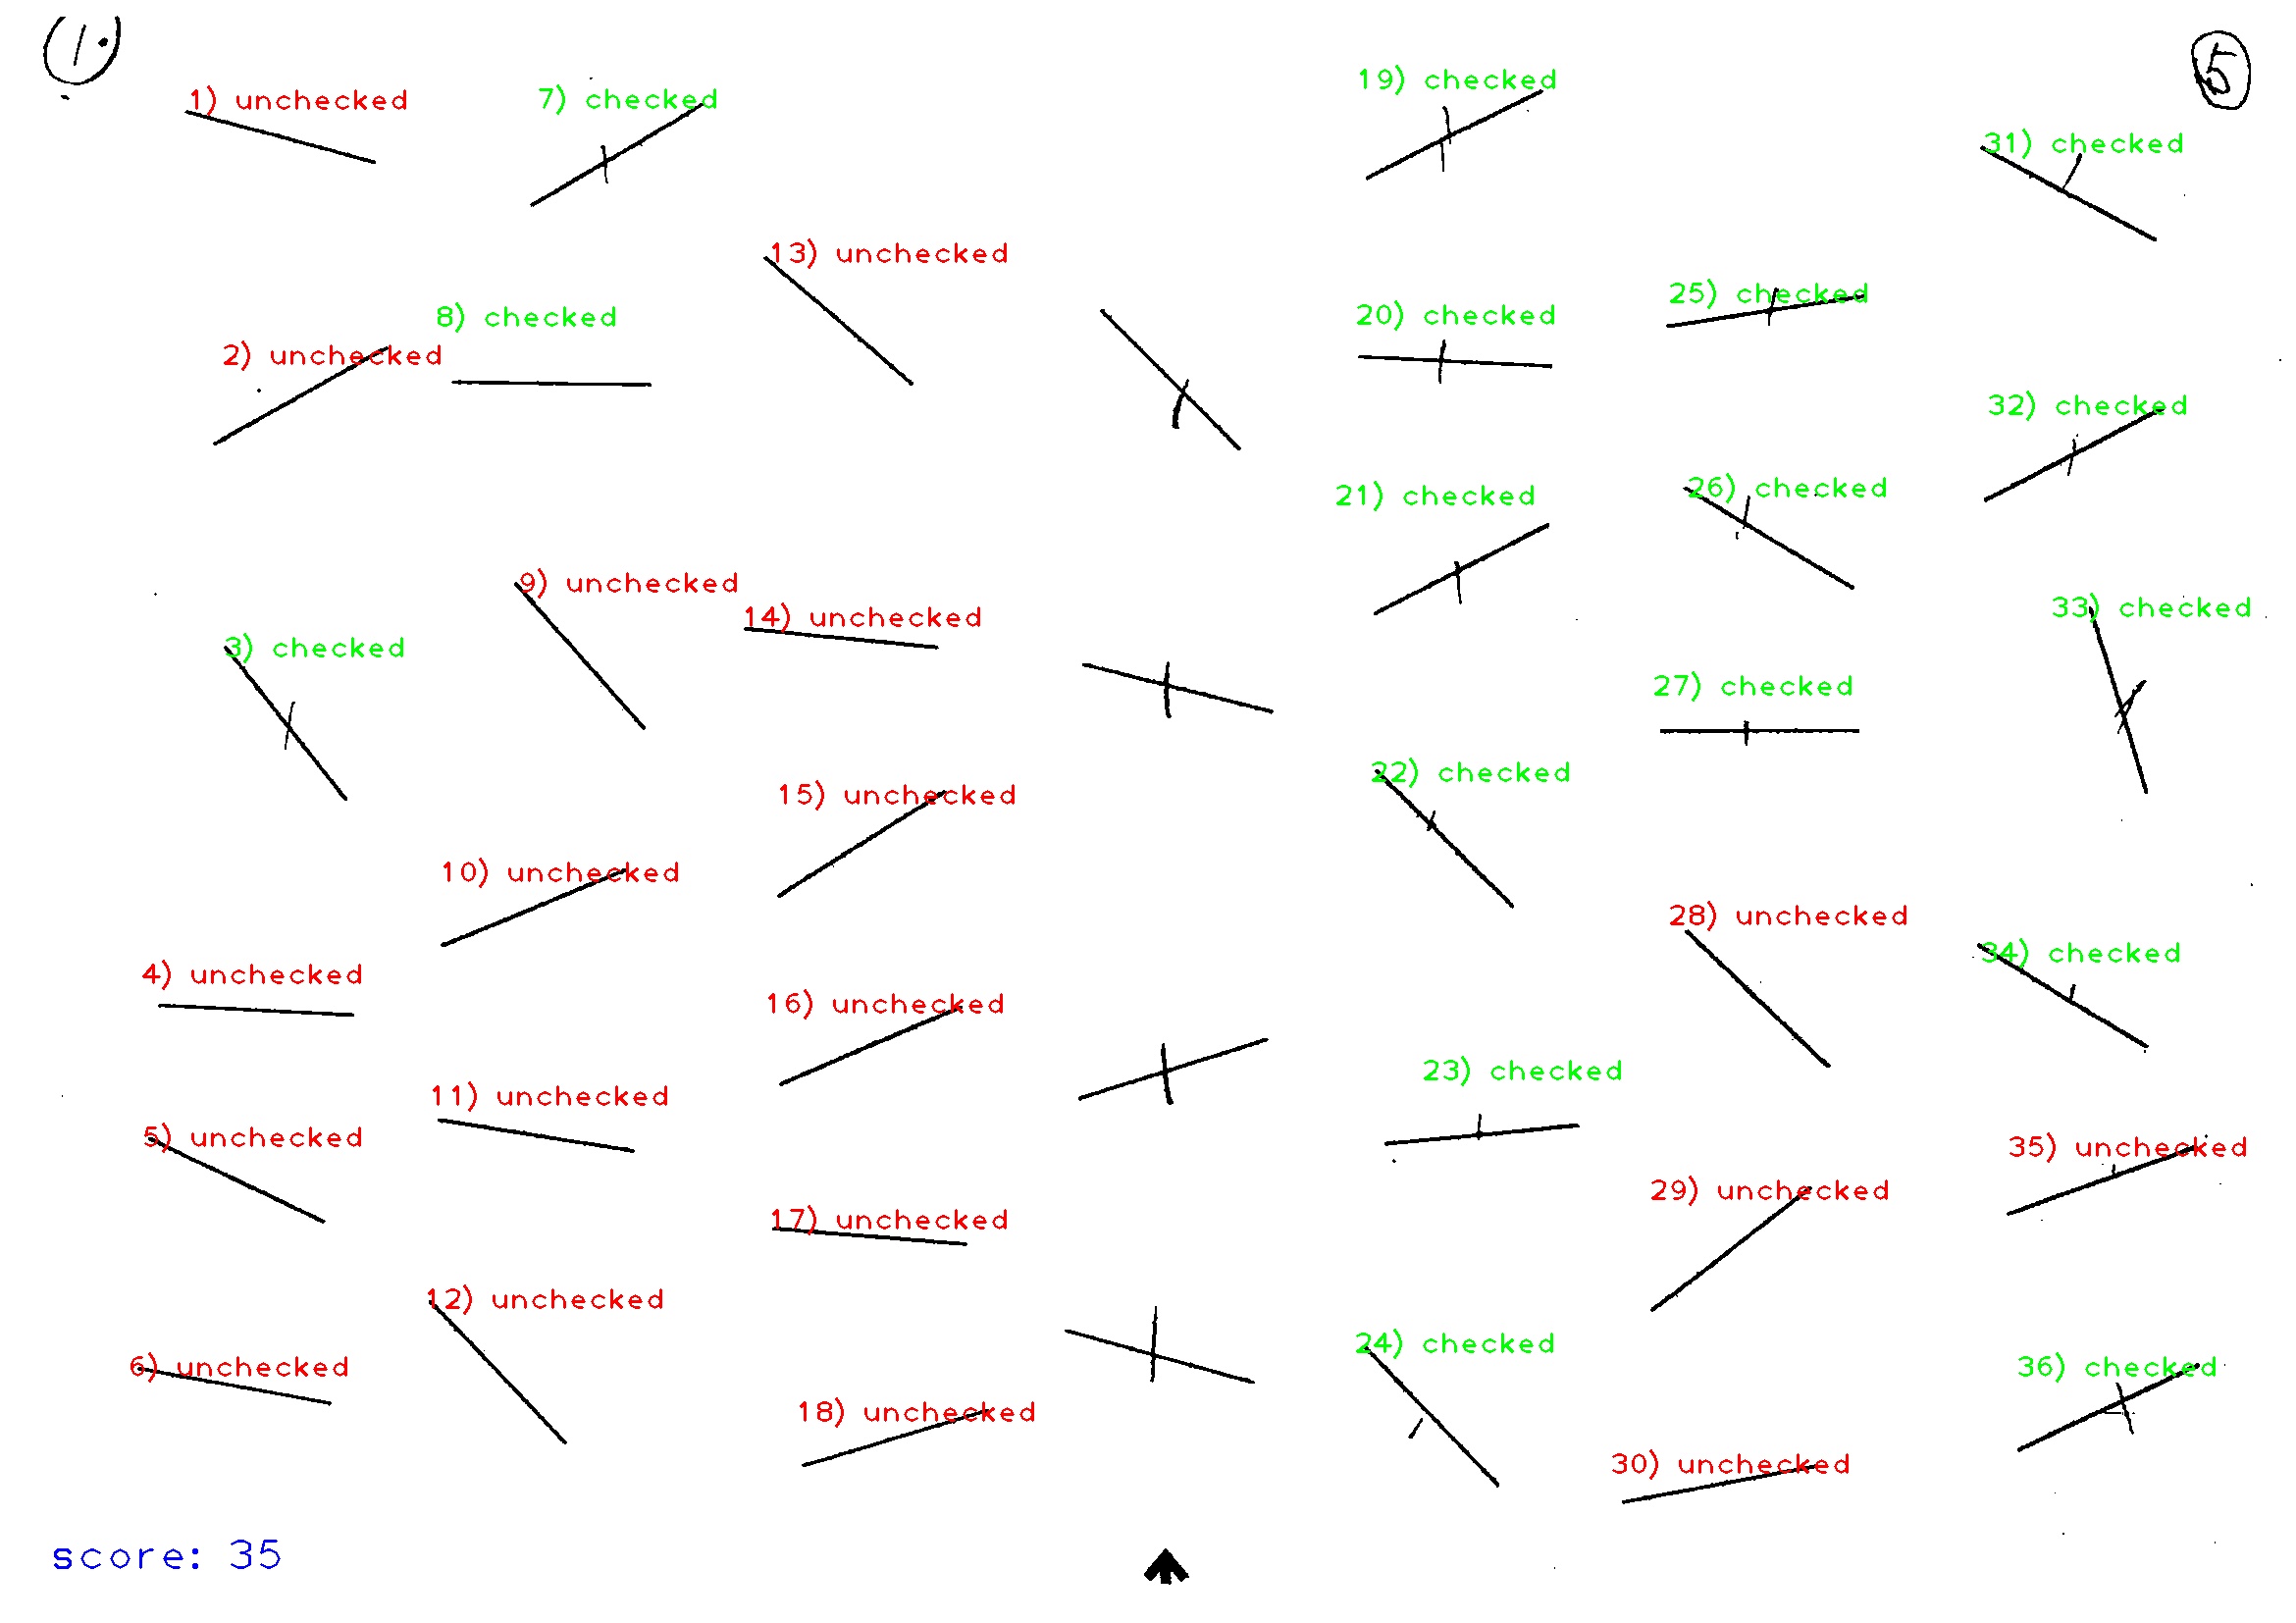 1
5
1) unchecked
7) checked
19) checked
31) checked
13) unchecked
8) checked
2) unchecked
20) checked
25) checked
32) checked
21) checked
26) checked
9) unchecked
14) unchecked
3) checked
33) checked
27) checked
15) unchecked
22) checked
10) unchecked
28) unchecked
4) unchecked
16) unchecked
34) checked
11) unchecked
23) checked
5) unchecked
35) unchecked
17) unchecked
29) unchecked
12) unchecked
6) unchecked
24) checked
36) checked
18) unchecked
30) unchecked
score: 35